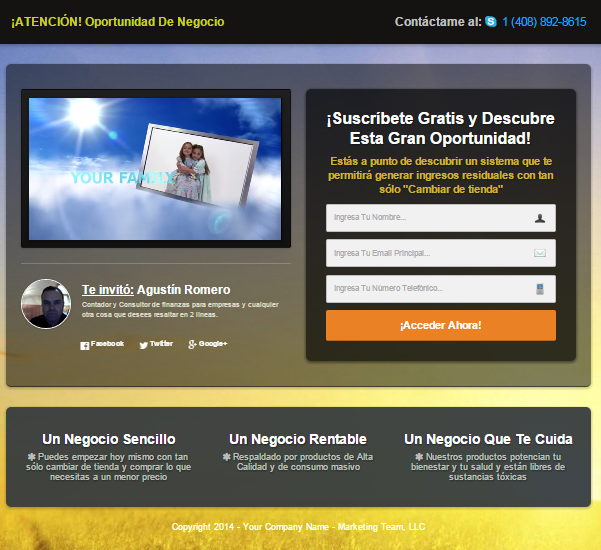 ¡ATENCIÓN! Oportunidad De Negocio
Contáctame al: 1 (408) 892-8615
YOUR FAMILY
Te invitó: Agustín Romero
Contador y Consultor de finanzas para empresas y cualquier
otra cosa que desees resaltar en 2 líneas.
Facebook Twitter Google+
¡Suscríbete Gratis y Descubre
Esta Gran Oportunidad!
Estás a punto de descubrir un sistema que te
permitirá generar ingresos residuales con tan
sólo "Cambiar de tienda"
Ingresa Tu Nombre...
Ingresa Tu Email Principal...
Ingresa Tu Número Telefónico...
¡Acceder Ahora!
Un Negocio Sencillo
Puedes empezar hoy mismo con tan
sólo cambiar de tienda y comprar lo que
necesitas a un menor precio
Un Negocio Rentable
Respaldado por productos de Alta
Calidad y de consumo masivo
Un Negocio Que Te Cuida
Nuestros productos potencian tu
bienestar y tu salud y están libres de
sustancias tóxicas
Copyright 2014 - Your Company Name - Marketing Team, LLC